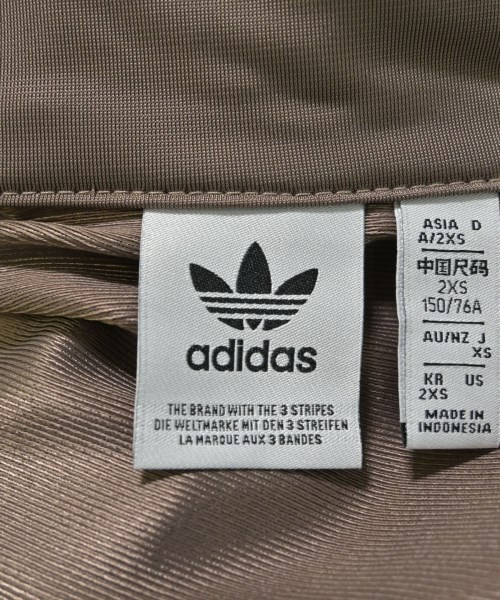 adidas
THE BRAND WITH THE 3 STRIPES
DIE WELTMARKE MIT DEN 3 STREIFEN
LA MARQUE AUX 3 BANDES
ASIA D
A/2XS
中国尺码
2XS
150/76A
AU/NZ J
XS
KR US
2XS
MADE IN
INDONESIA